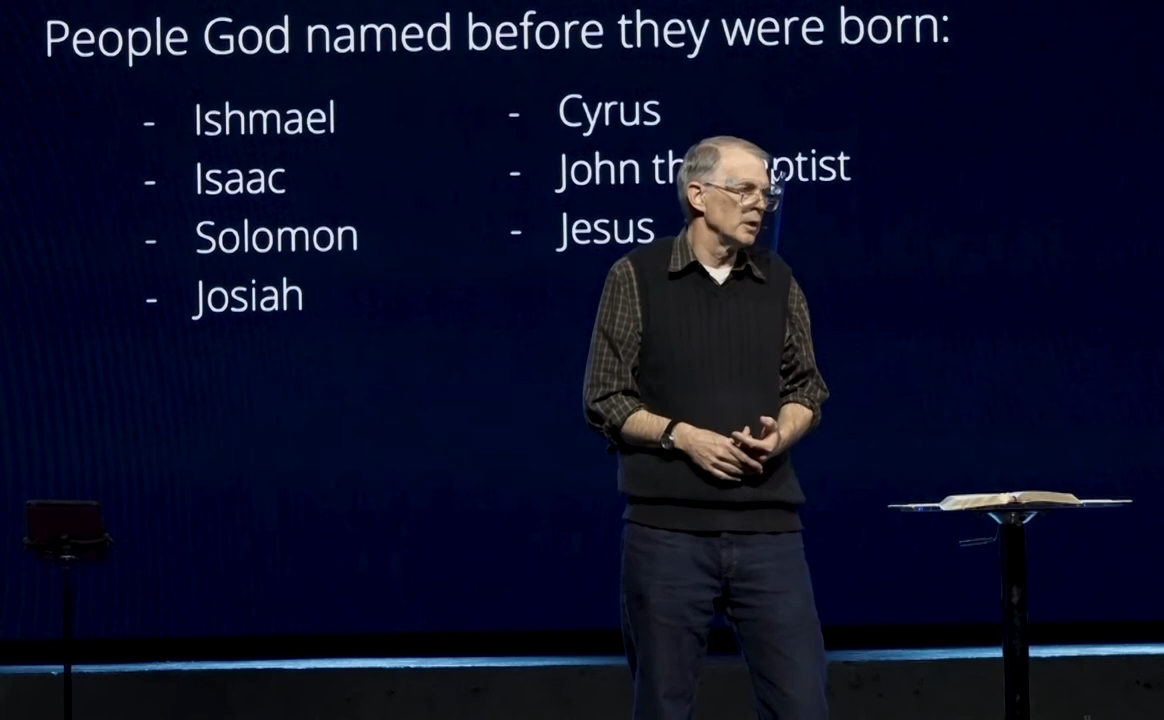 People God named before they were born:
- Ishmael
- Isaac
- Solomon
- Josiah
- Cyrus
- John
- Jesus